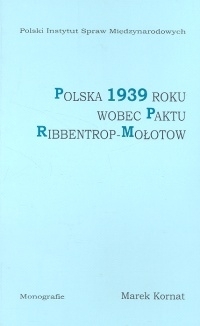 Polski Instytut Spraw Międzynarodowych
POLSKA 1939 ROKU
WOBEC PAKTU
RIBBENTROP-MOŁOTOW
Monografie
Marek Kornat